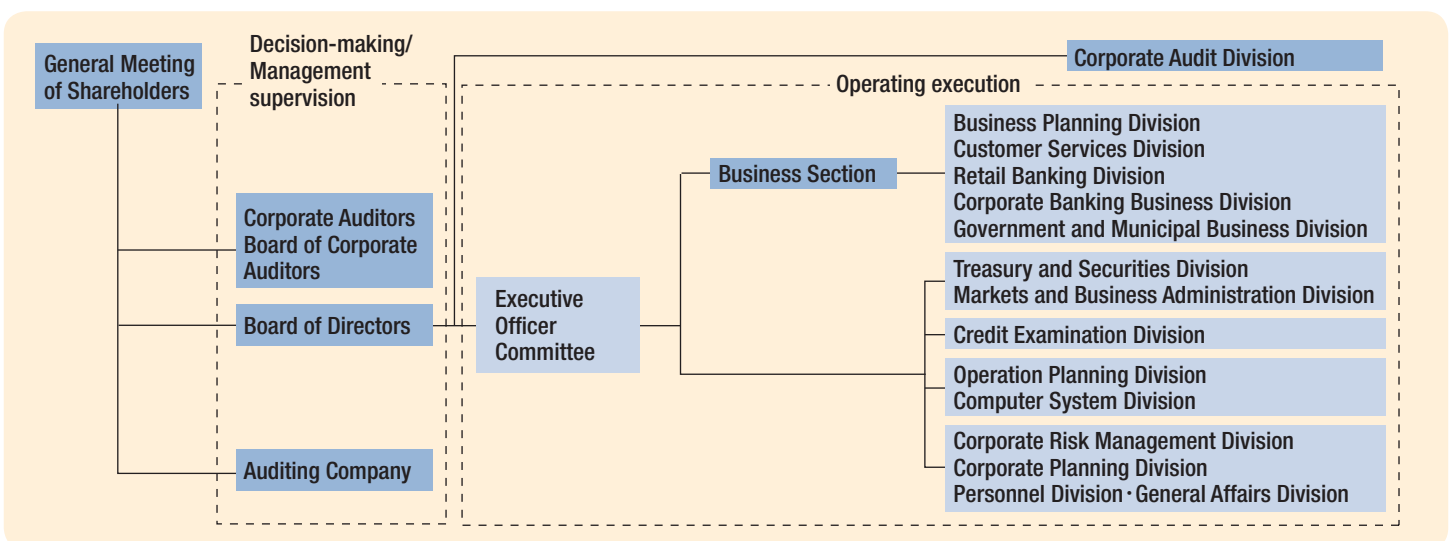 General Meeting
of Shareholders
Decision-making/
Management
supervision
Corporate Auditors
Board of Corporate
Auditors
Board of Directors
Auditing Company
Corporate Audit Division
Operating execution
Executive
Officer
Committee
Business Section
Business Planning Division
Customer Services Division
Retail Banking Division
Corporate Banking Business Division
Government and Municipal Business Division
Treasury and Securities Division
Markets and Business Administration Division
Credit Examination Division
Operation Planning Division
Computer System Division
Corporate Risk Management Division
Corporate Planning Division
Personnel Division・General Affairs Division